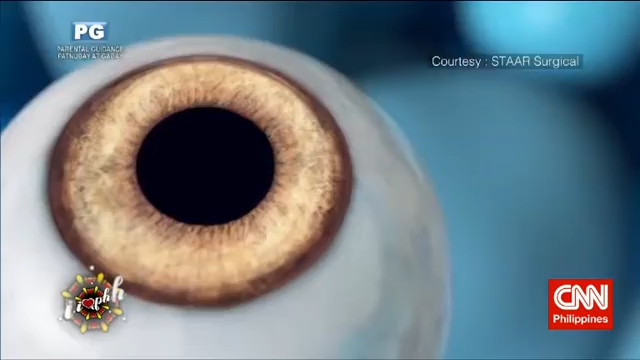 PG
PARENTAL GUIDANCE
PATNUBAY AT GABAY
Courtesy : STAAR Surgical
CNN
Philippines